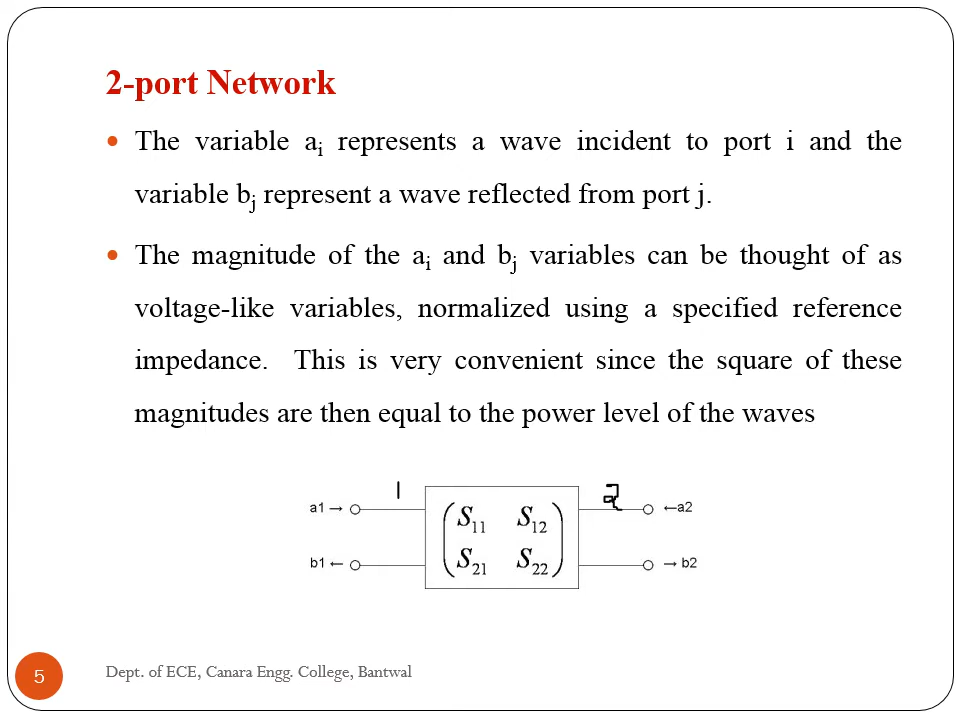 2-port Network
• The variable aᵢ represents a wave incident to port i and the
variable bⱼ represent a wave reflected from port j.
• The magnitude of the aᵢ and bⱼ variables can be thought of as
voltage-like variables, normalized using a specified reference
impedance. This is very convenient since the square of these
magnitudes are then equal to the power level of the waves
1 2
a1 → S₁₁ S₁₂ ←a2
b1 ← S₂₁ S₂₂ → b2
5 Dept. of ECE, Canara Engg. College, Bantwal